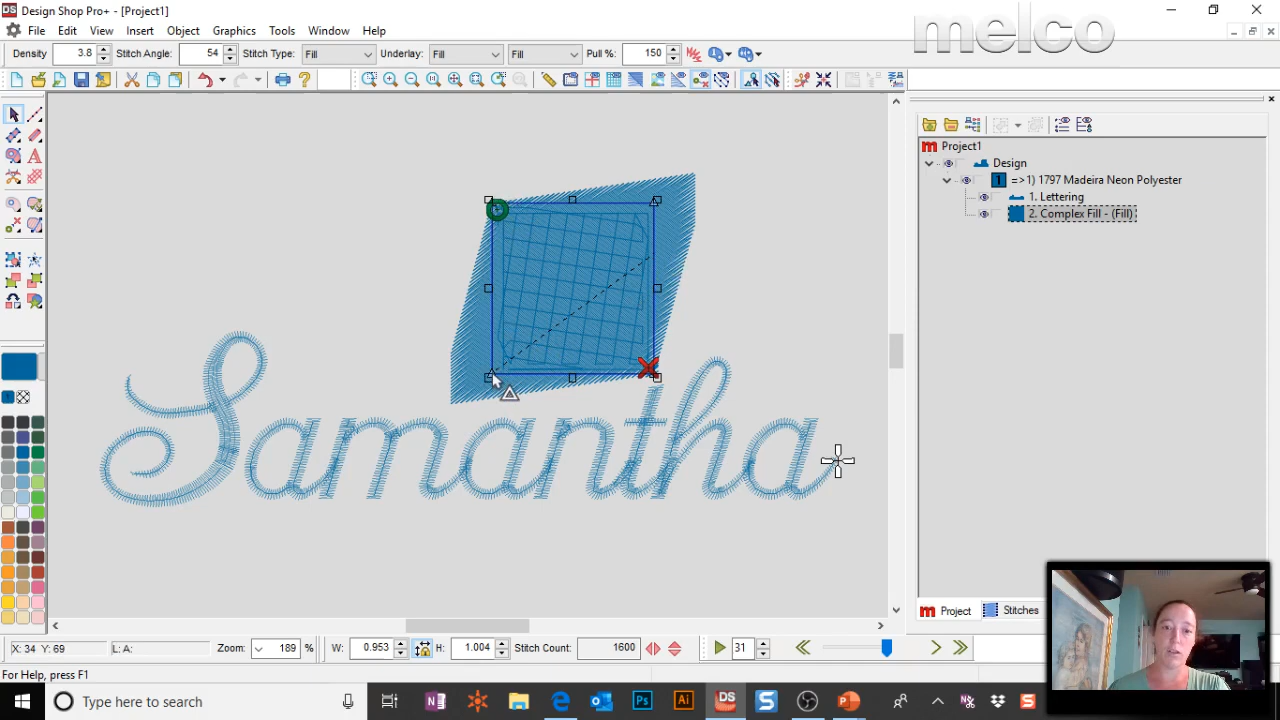 DS Design Shop Pro+ - [Project1]
File Edit View Insert Object Graphics Tools Window Help
melco
Density 3.8 Stitch Angle: 54 Stitch Type: Fill Underlay: Fill Fill Pull % 150
Project1
Design
1 =>1) 1797 Madeira Neon Polyester
1. Lettering
2. Complex Fill - (Fill)
Samantha
Project Stitches
X: 34 Y: 69 L: A: Zoom: 189 % W: 0.953 H: 1.004 Stitch Count: 1600 31
For Help, press F1
Type here to search